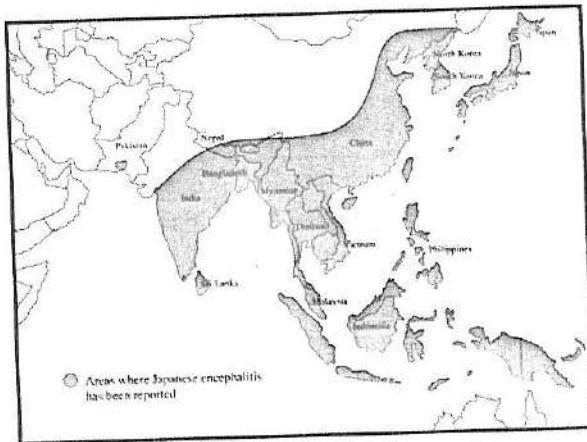 Japan
North Korea
South Korea
Japan
China
Nepal
Pakistan
Bangladesh
India
Myanmar
Thailand
Vietnam
Philippines
Sri Lanka
Malaysia
Indonesia
Areas where Japanese encephalitis
has been reported